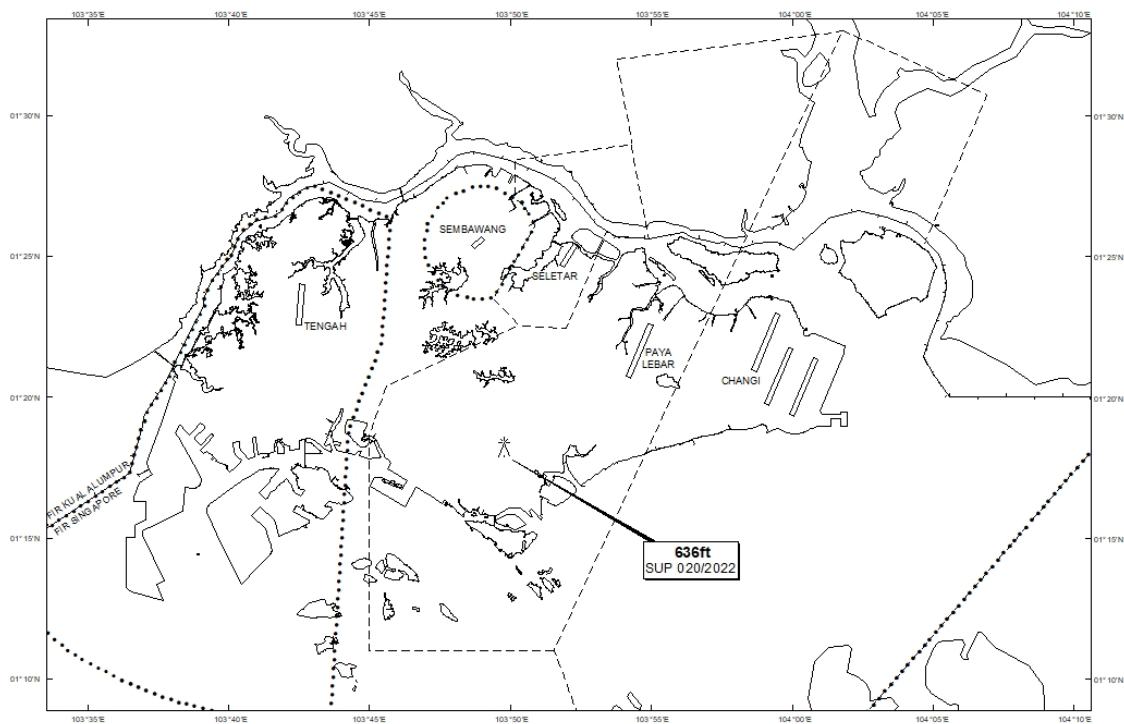 103°35'E 103°40'E 103°45'E 103°50'E 103°55'E 104°00'E 104°05'E 104°10'E
01°30'N 01°30'N
SEMBAWANG
01°25'N 01°25'N
SELETAR
TENGAH
PAYA
LEBAR
CHANGI
01°20'N 01°20'N
FIR KUALALUMPUR
FIR SINGAPORE
01°15'N 01°15'N
636ft
SUP 020/2022
01°10'N 01°10'N
103°35'E 103°40'E 103°45'E 103°50'E 103°55'E 104°00'E 104°05'E 104°10'E